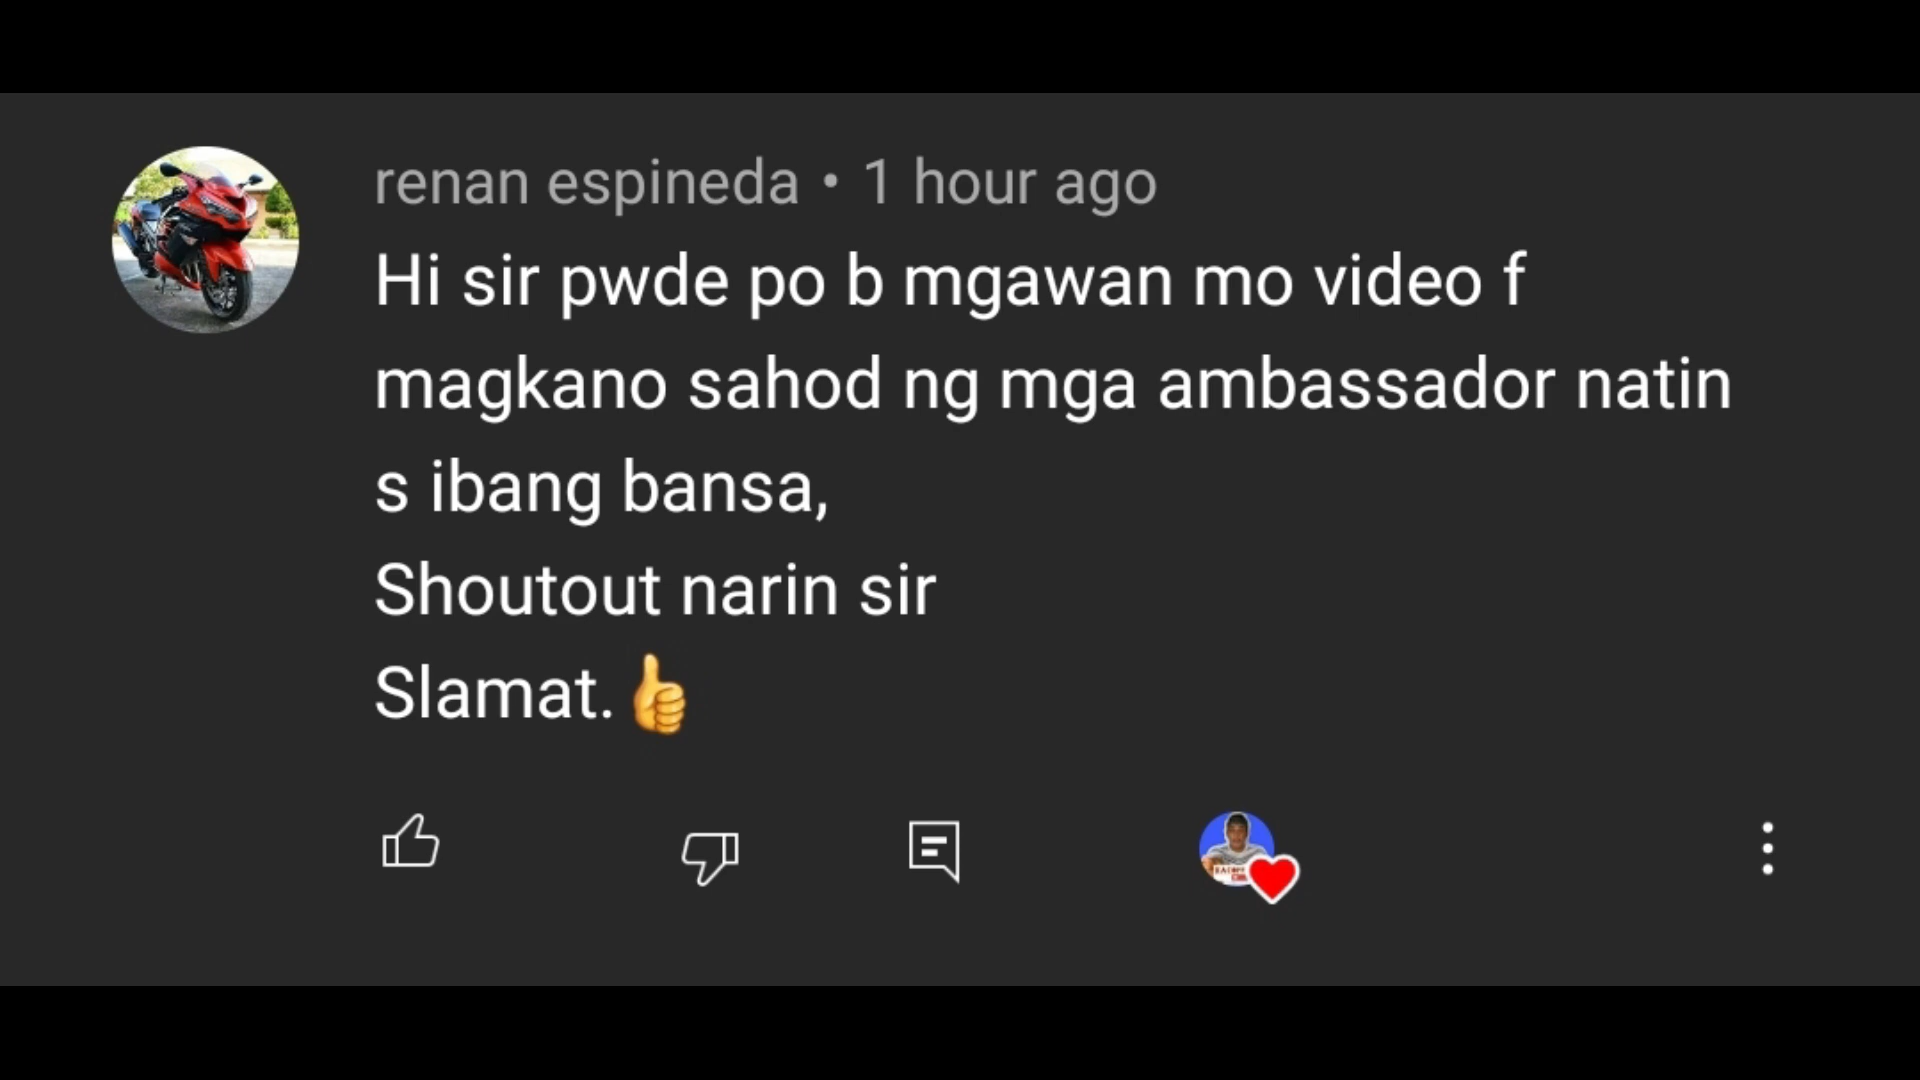 renan espineda • 1 hour ago
Hi sir pwde po b mgawan mo video f
magkano sahod ng mga ambassador natin
s ibang bansa,
Shoutout narin sir
Slamat.👍